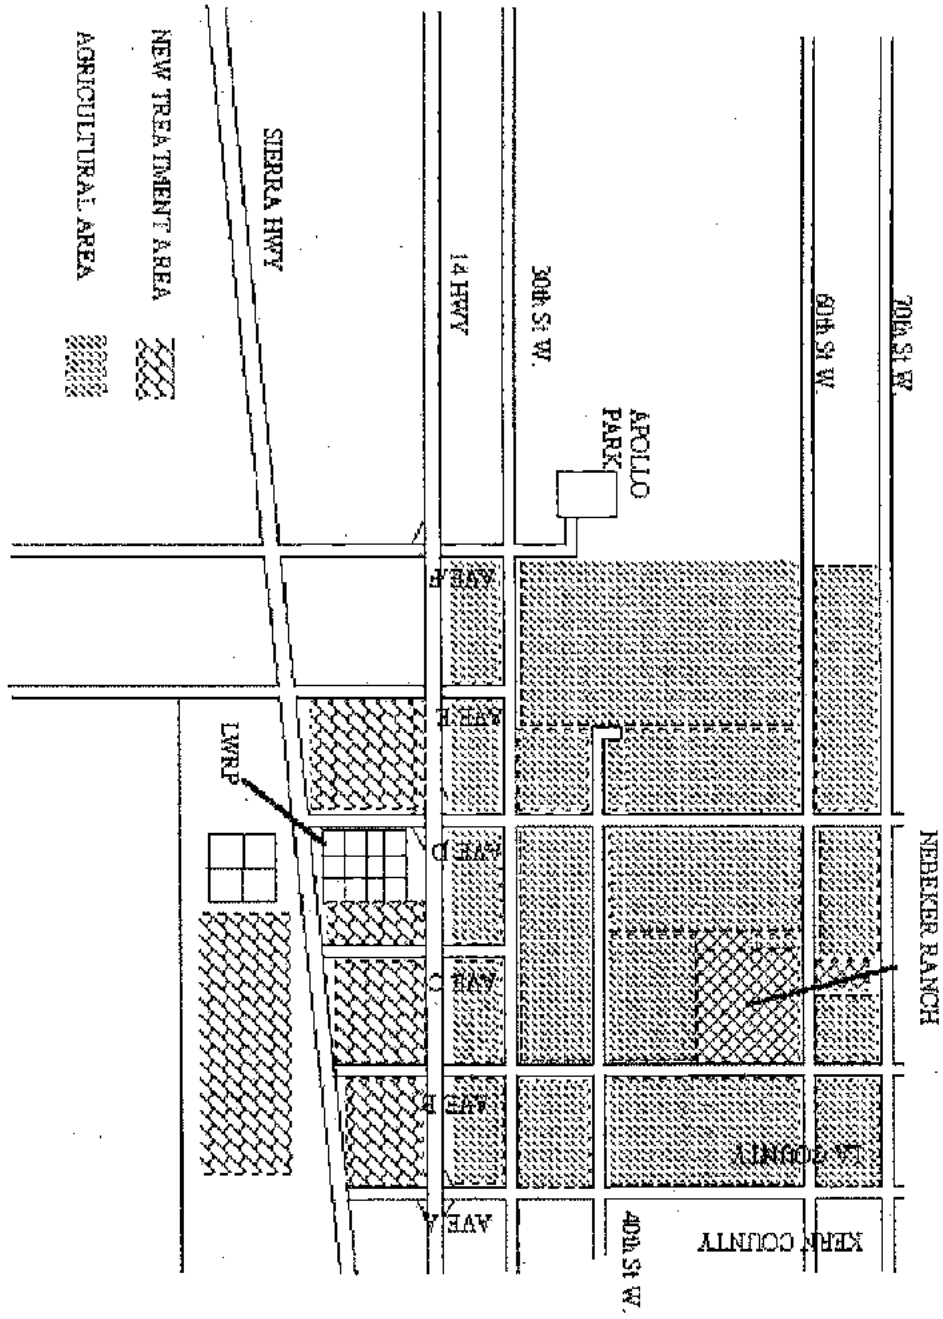 AGRICULTURAL AREA
NEW TREATMENT AREA
SIERRA HWY
14 HWY
30th St W.
60th St W.
70th St W.
APOLLO
PARK
AVE F
AVE E
LWRP
AVE D
NEBEKER RANCH
AVE C
AVE B
LA COUNTY
AVE A
40th St W.
KERN COUNTY